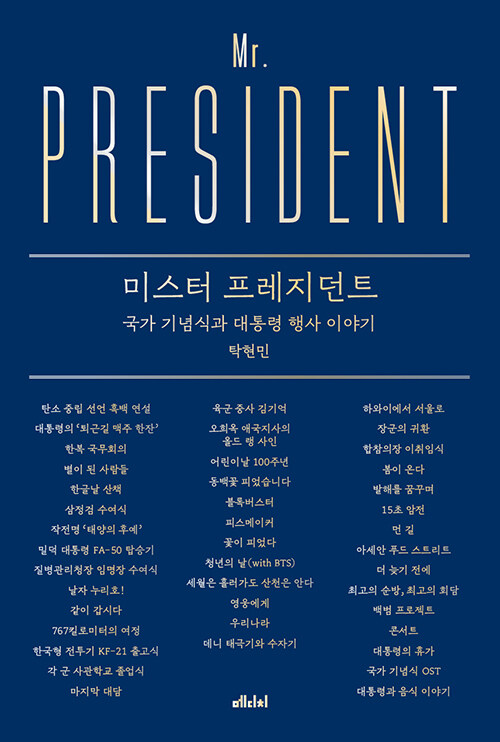 Mr.
PRESIDENT
미스터 프레지던트
국가 기념식과 대통령 행사 이야기
탁현민
탄소 중립 선언 흑백 연설
대통령의 ‘퇴근길 맥주 한잔’
한복 국무회의
별이 된 사람들
한글날 산책
삼정검 수여식
작전명 ‘태양의 후예’
밀덕 대통령 FA-50 탑승기
질병관리청장 임명장 수여식
날자 누리호!
같이 갑시다
767킬로미터의 여정
한국형 전투기 KF-21 출고식
각 군 사관학교 졸업식
마지막 대담
육군 중사 김기억
오희옥 애국지사의
올드 랭 사인
어린이날 100주년
동백꽃 피었습니다
블록버스터
피스메이커
꽃이 피었다
청년의 날(with BTS)
세월은 흘러가도 산천은 안다
영웅에게
우리나라
데니 태극기와 수자기
하와이에서 서울로
장군의 귀환
합참의장 이취임식
봄이 온다
발해를 꿈꾸며
15초 암전
먼 길
아세안 푸드 스트리트
더 늦기 전에
최고의 순방, 최고의 회담
백범 프로젝트
콘서트
대통령의 휴가
국가 기념식 OST
대통령과 음식 이야기
메디치